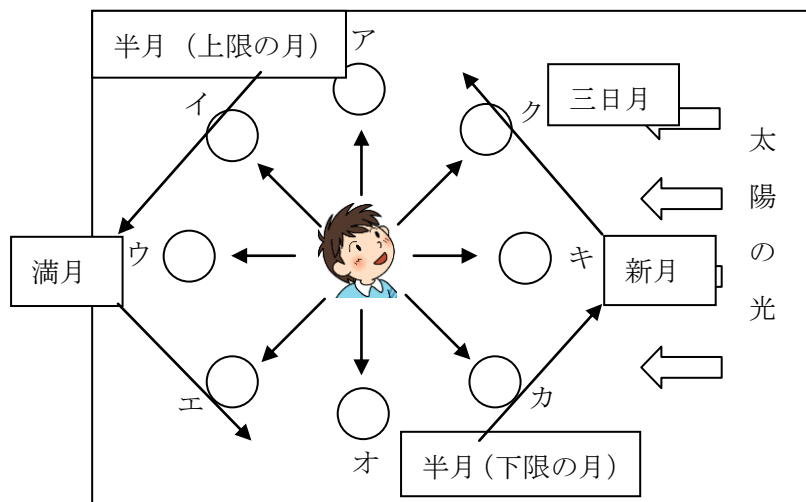 半月（上限の月）
ア
イ
ク
三日月
太陽の光
満月
ウ
キ
新月
エ
カ
オ
半月（下限の月）